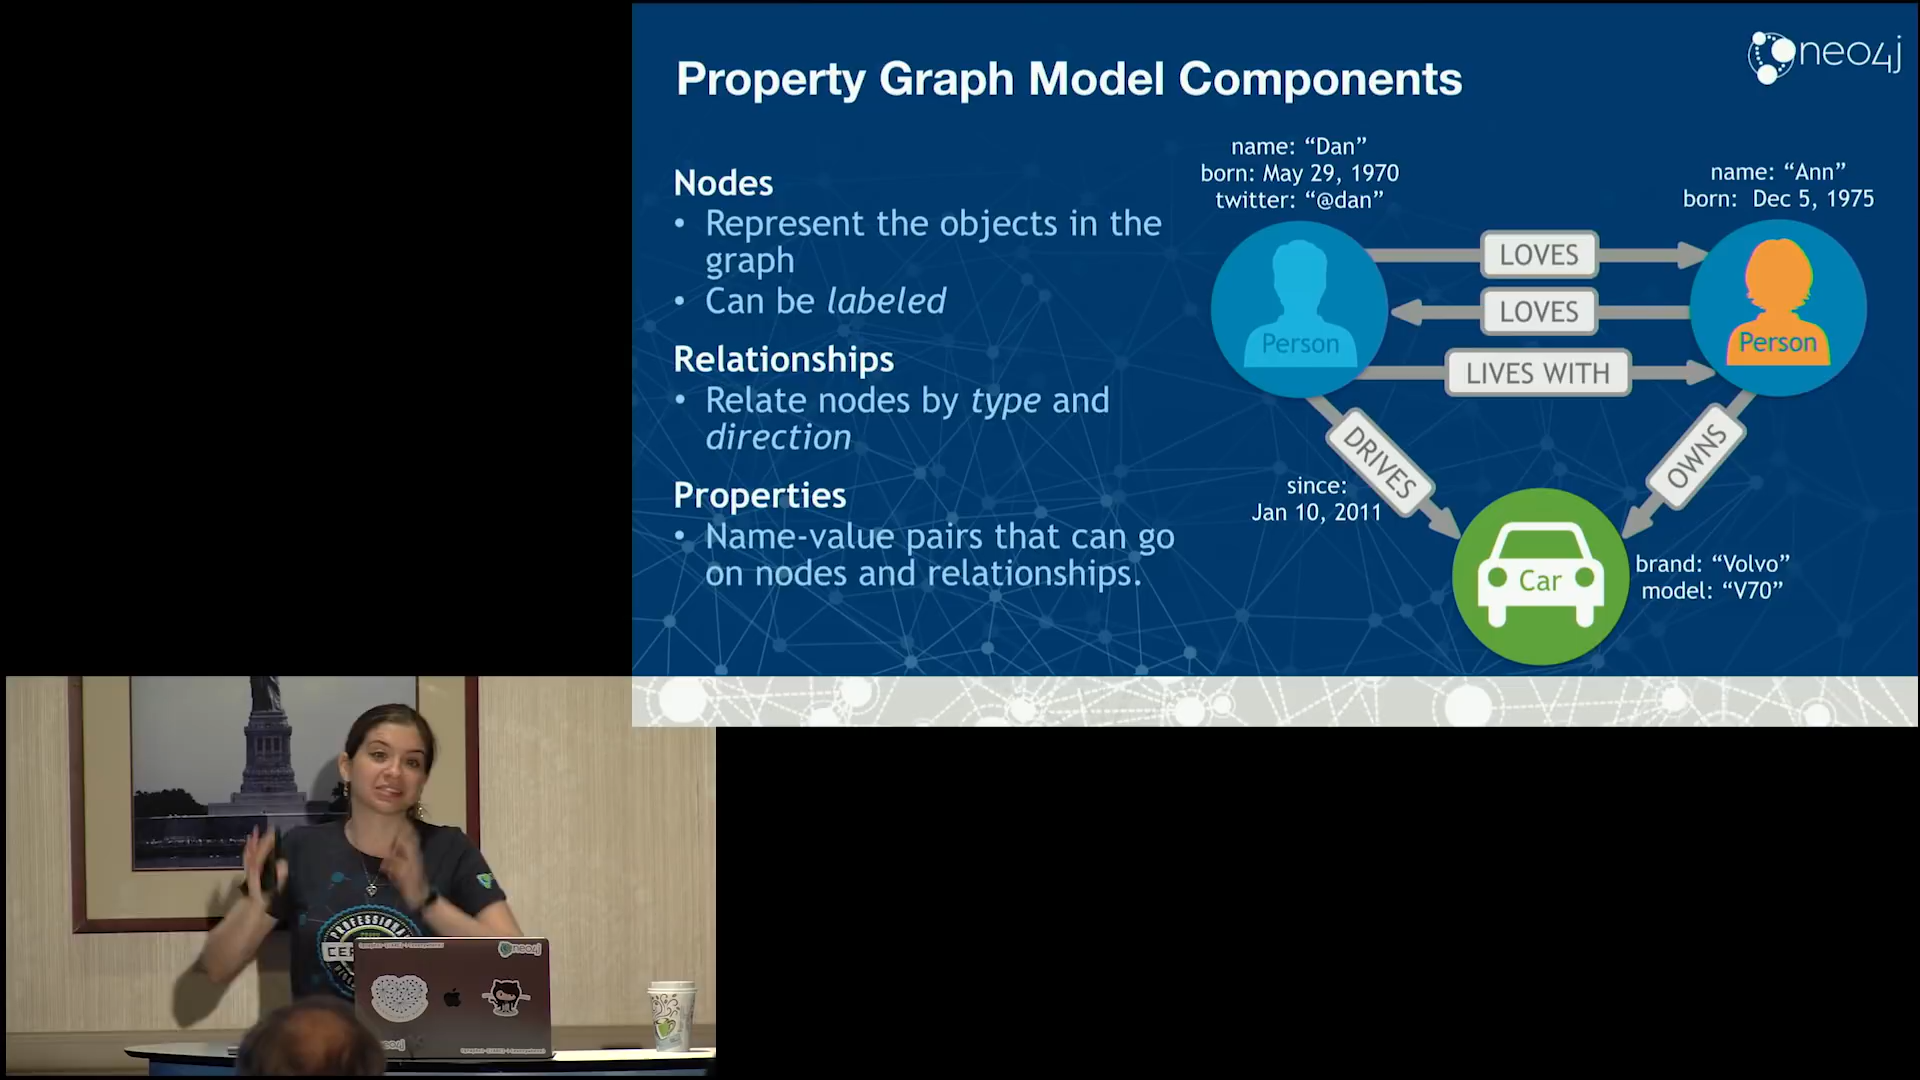 Property Graph Model Components
neo4j
Nodes
• Represent the objects in the
graph
• Can be labeled
Relationships
• Relate nodes by type and
direction
Properties
• Name-value pairs that can go
on nodes and relationships.
name: “Dan”
born: May 29, 1970
twitter: “@dan”
name: “Ann”
born: Dec 5, 1975
LOVES
LOVES
LIVES WITH
Person
Person
DRIVES
OWNS
since:
Jan 10, 2011
Car
brand: “Volvo”
model: “V70”
PROFESSIONAL
neo4j
neo4j